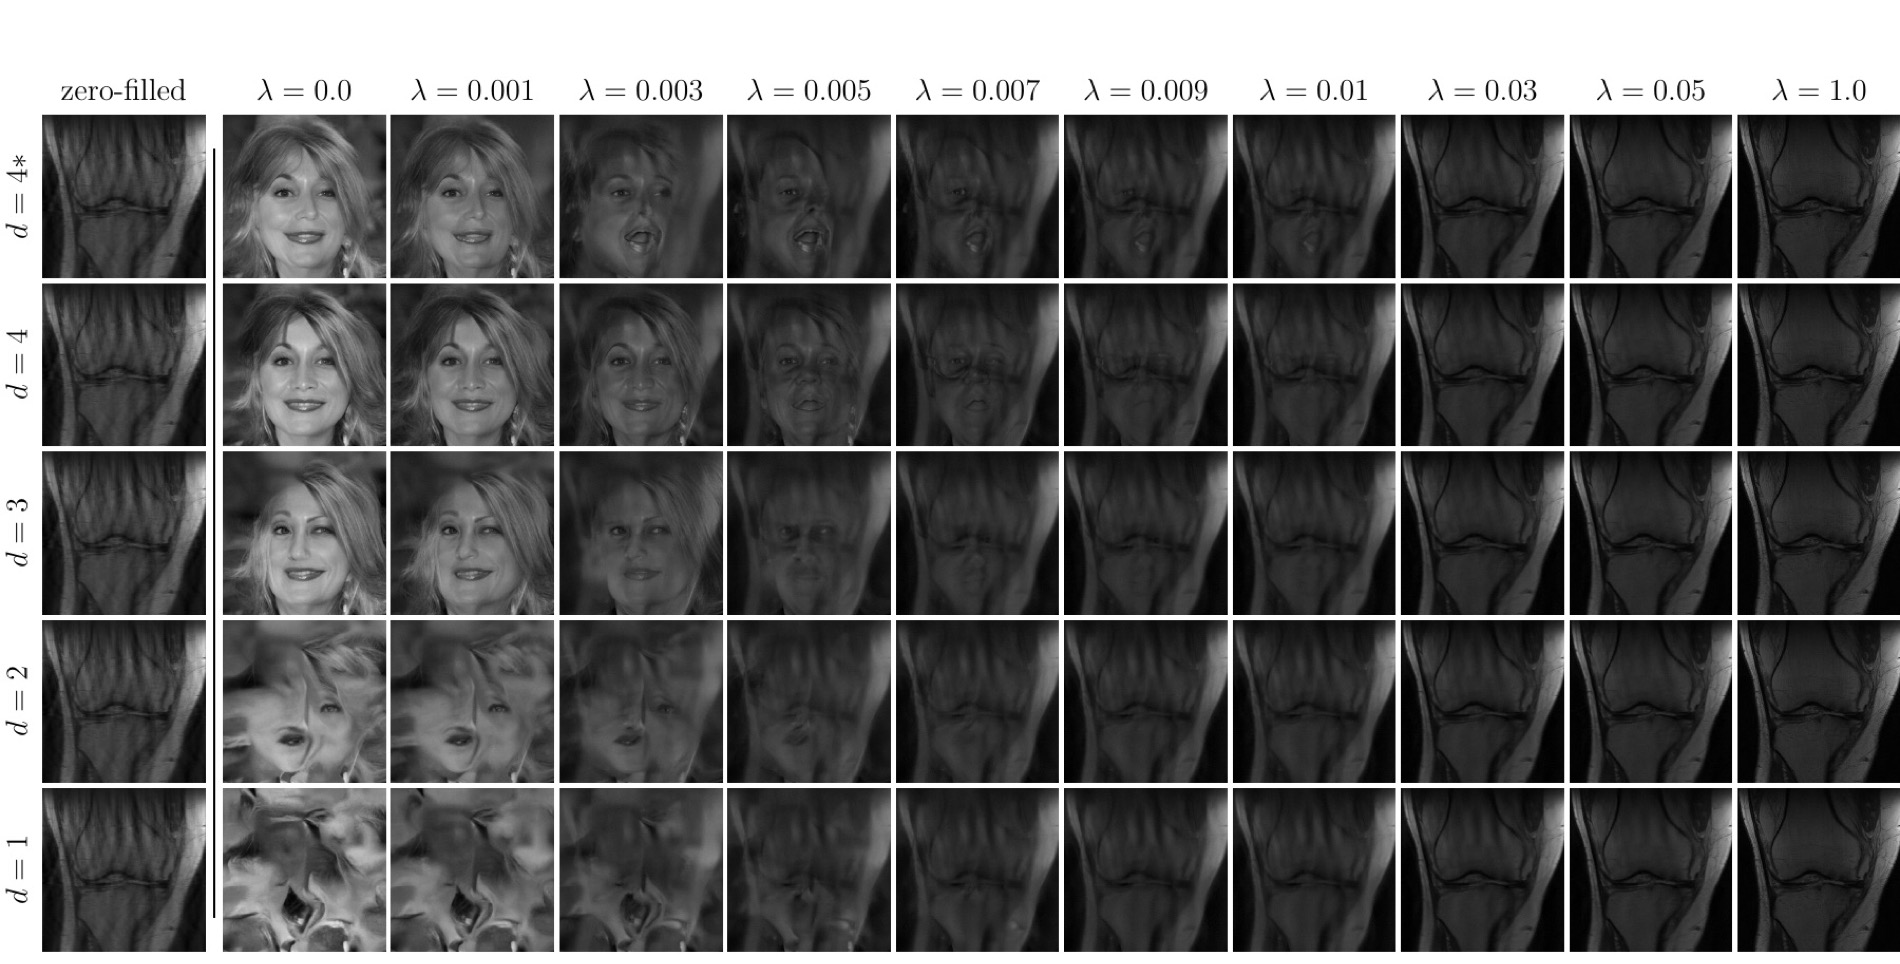 zero-filled λ = 0.0 λ = 0.001 λ = 0.003 λ = 0.005 λ = 0.007 λ = 0.009 λ = 0.01 λ = 0.03 λ = 0.05 λ = 1.0
d = 4*
d = 4
d = 3
d = 2
d = 1